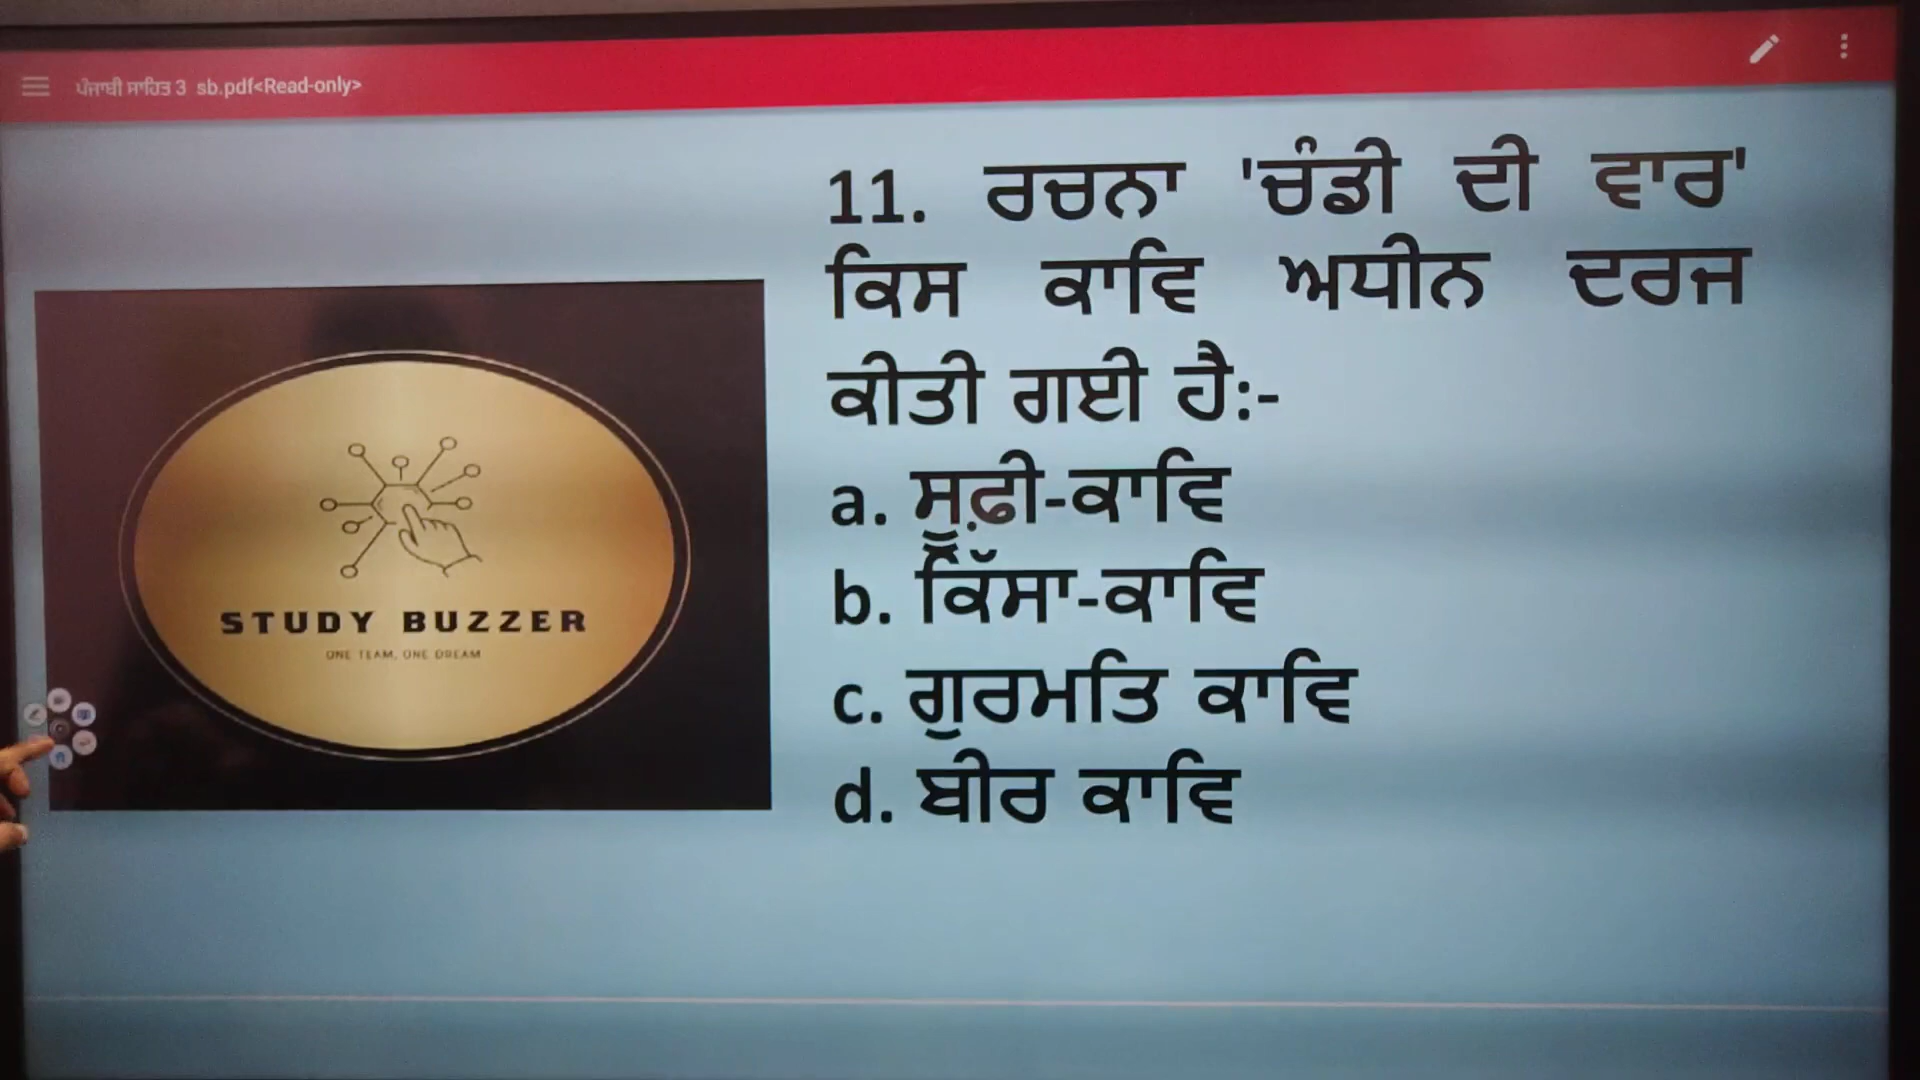 ਪੰਜਾਬੀ ਸਾਹਿਤ 3 sb.pdf<Read-only>
11. ਰਚਨਾ 'ਚੰਡੀ ਦੀ ਵਾਰ'
ਕਿਸ ਕਾਵਿ ਅਧੀਨ ਦਰਜ
ਕੀਤੀ ਗਈ ਹੈ:-
a. ਸੂਫ਼ੀ-ਕਾਵਿ
b. ਕਿੱਸਾ-ਕਾਵਿ
c. ਗੁਰਮਤਿ ਕਾਵਿ
d. ਬੀਰ ਕਾਵਿ
STUDY BUZZER
ONE TEAM, ONE DREAM